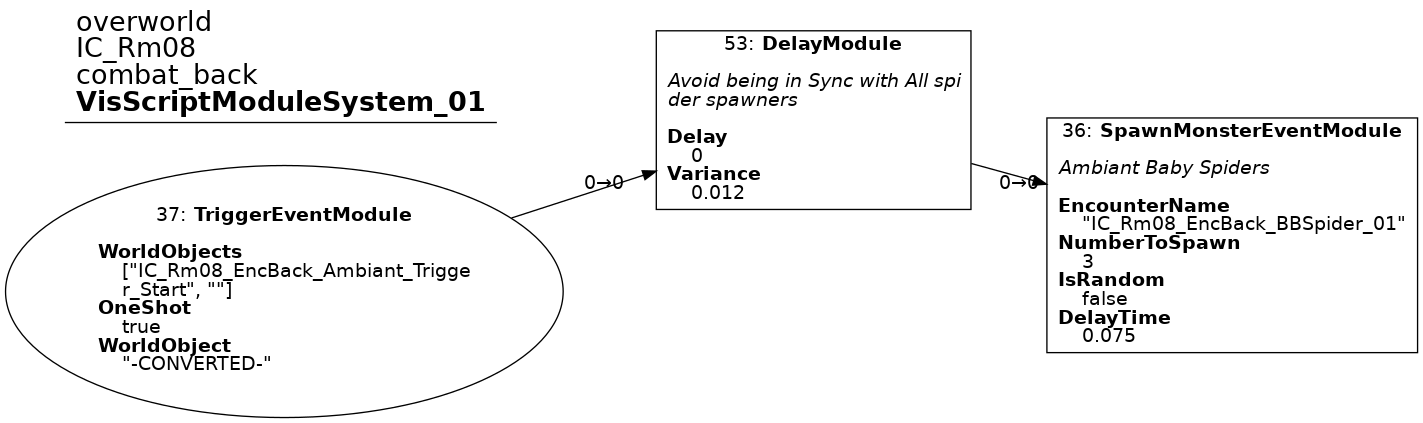 overworld
IC_Rm08
combat_back
VisScriptModuleSystem_01
37: TriggerEventModule
WorldObjects
["IC_Rm08_EncBack_Ambiant_Trigge
r_Start", ""]
OneShot
true
WorldObject
"-CONVERTED-"
0→0
53: DelayModule
Avoid being in Sync with All spi
der spawners
Delay
0
Variance
0.012
0→0
36: SpawnMonsterEventModule
Ambiant Baby Spiders
EncounterName
"IC_Rm08_EncBack_BBSpider_01"
NumberToSpawn
3
IsRandom
false
DelayTime
0.075